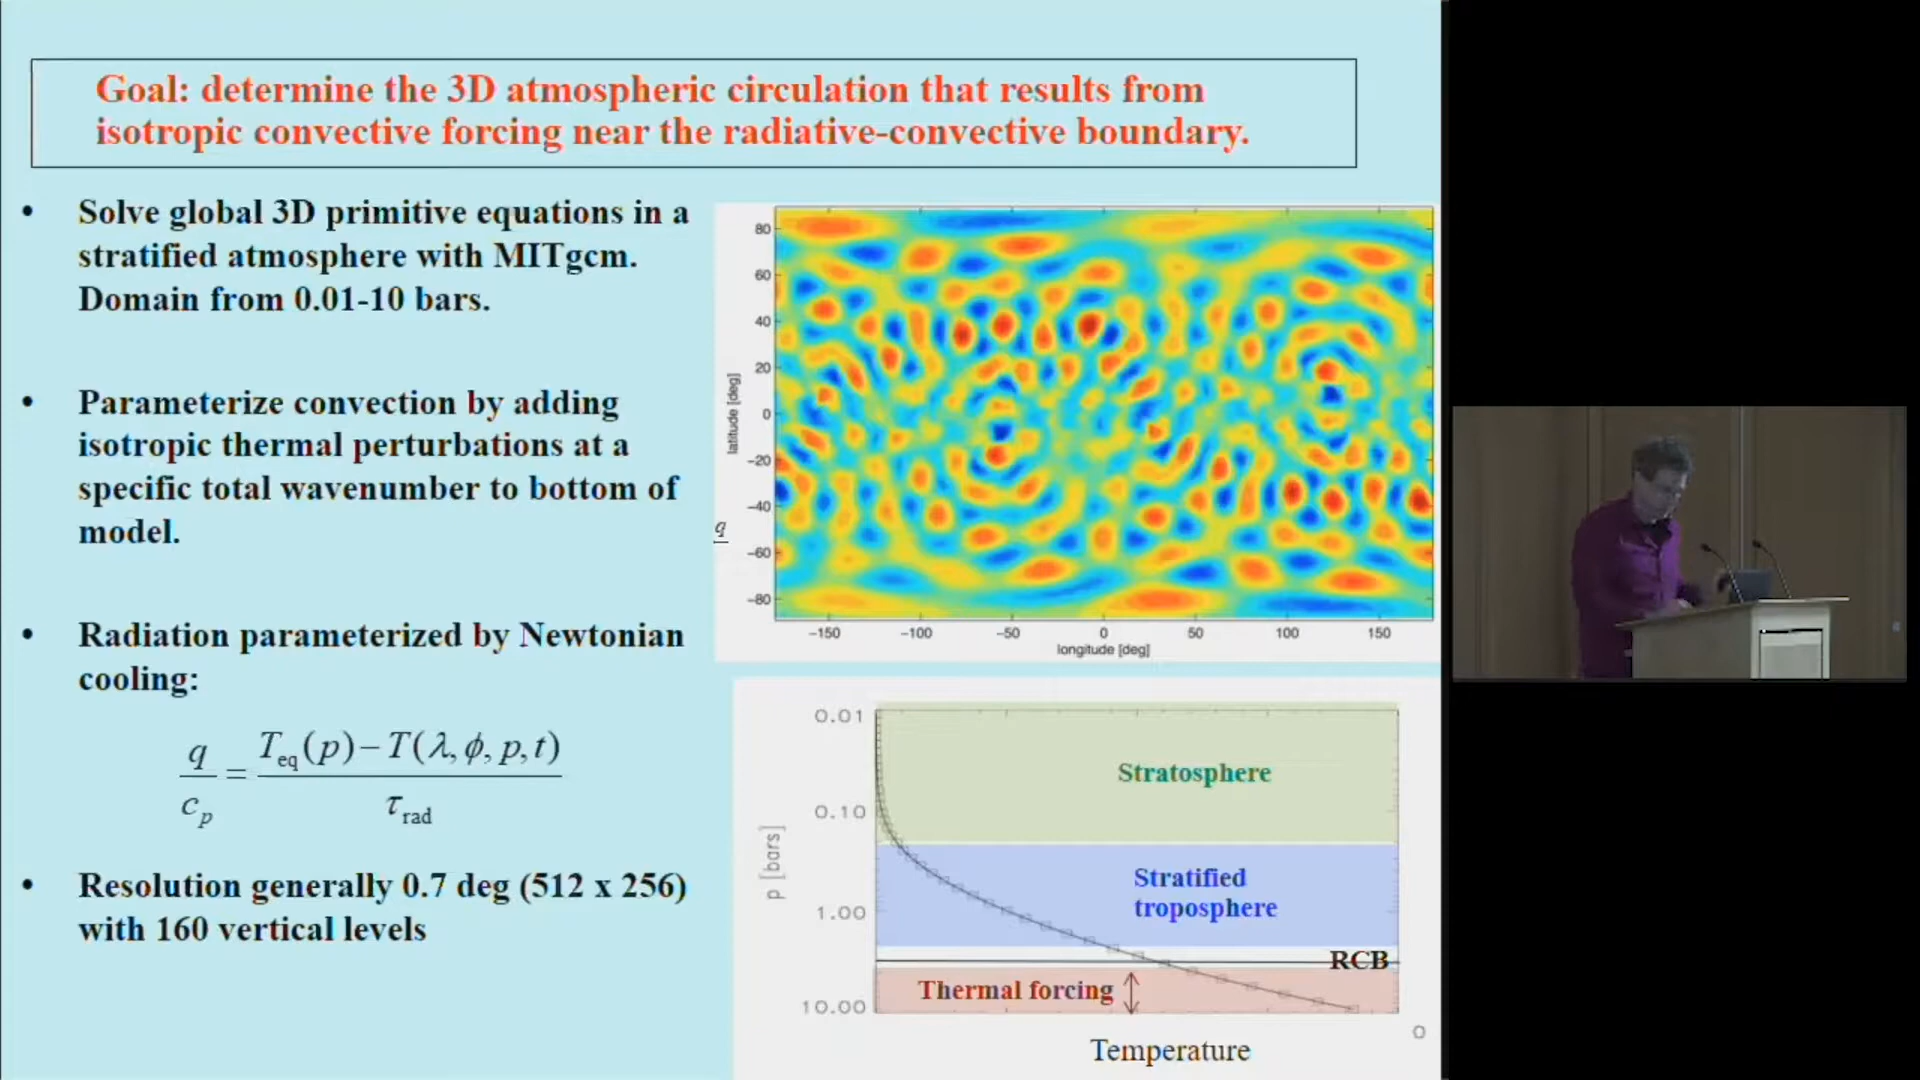 Goal: determine the 3D atmospheric circulation that results from
isotropic convective forcing near the radiative-convective boundary.
• Solve global 3D primitive equations in a
stratified atmosphere with MITgcm.
Domain from 0.01-10 bars.
• Parameterize convection by adding
isotropic thermal perturbations at a
specific total wavenumber to bottom of
model.
• Radiation parameterized by Newtonian
cooling:
q/c_p = (T_eq(p) − T(λ, ϕ, p, t))/τ_rad
• Resolution generally 0.7 deg (512 x 256)
with 160 vertical levels
q
latitude [deg]
80
60
40
20
0
−20
−40
−60
−80
−150 −100 −50 0 50 100 150
longitude [deg]
p [bars]
0.01
0.10
1.00
10.00
Stratosphere
Stratified
troposphere
RCB
Thermal forcing
0
Temperature